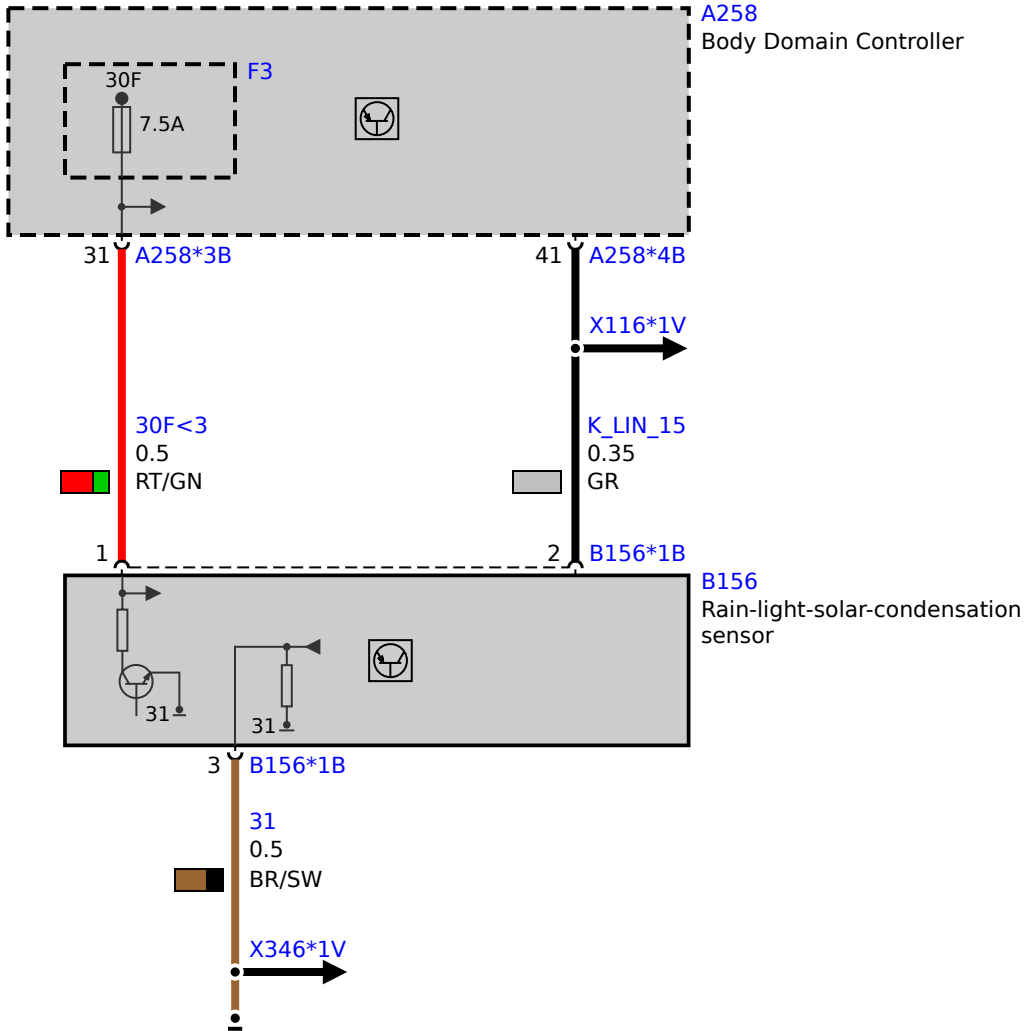 A258
Body Domain Controller
F3
30F
7.5A
31 A258*3B
41 A258*4B
X116*1V
30F<3
0.5
RT/GN
K_LIN_15
0.35
GR
1
2 B156*1B
B156
Rain-light-solar-condensation
sensor
31
31
3 B156*1B
31
0.5
BR/SW
X346*1V